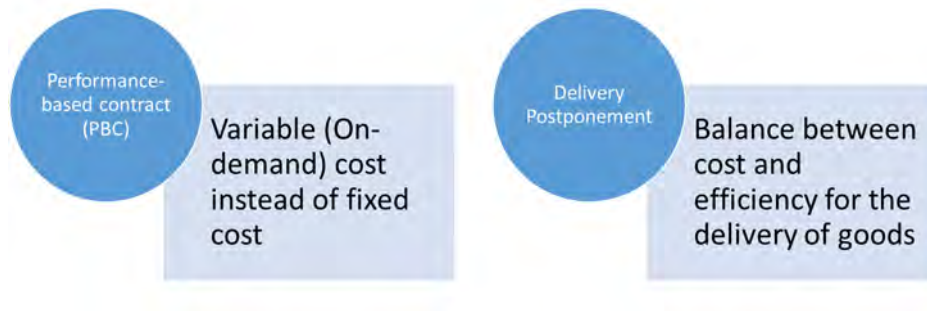 Performance-
based contract
(PBC)
Variable (On-
demand) cost
instead of fixed
cost
Delivery
Postponement
Balance between
cost and
efficiency for the
delivery of goods